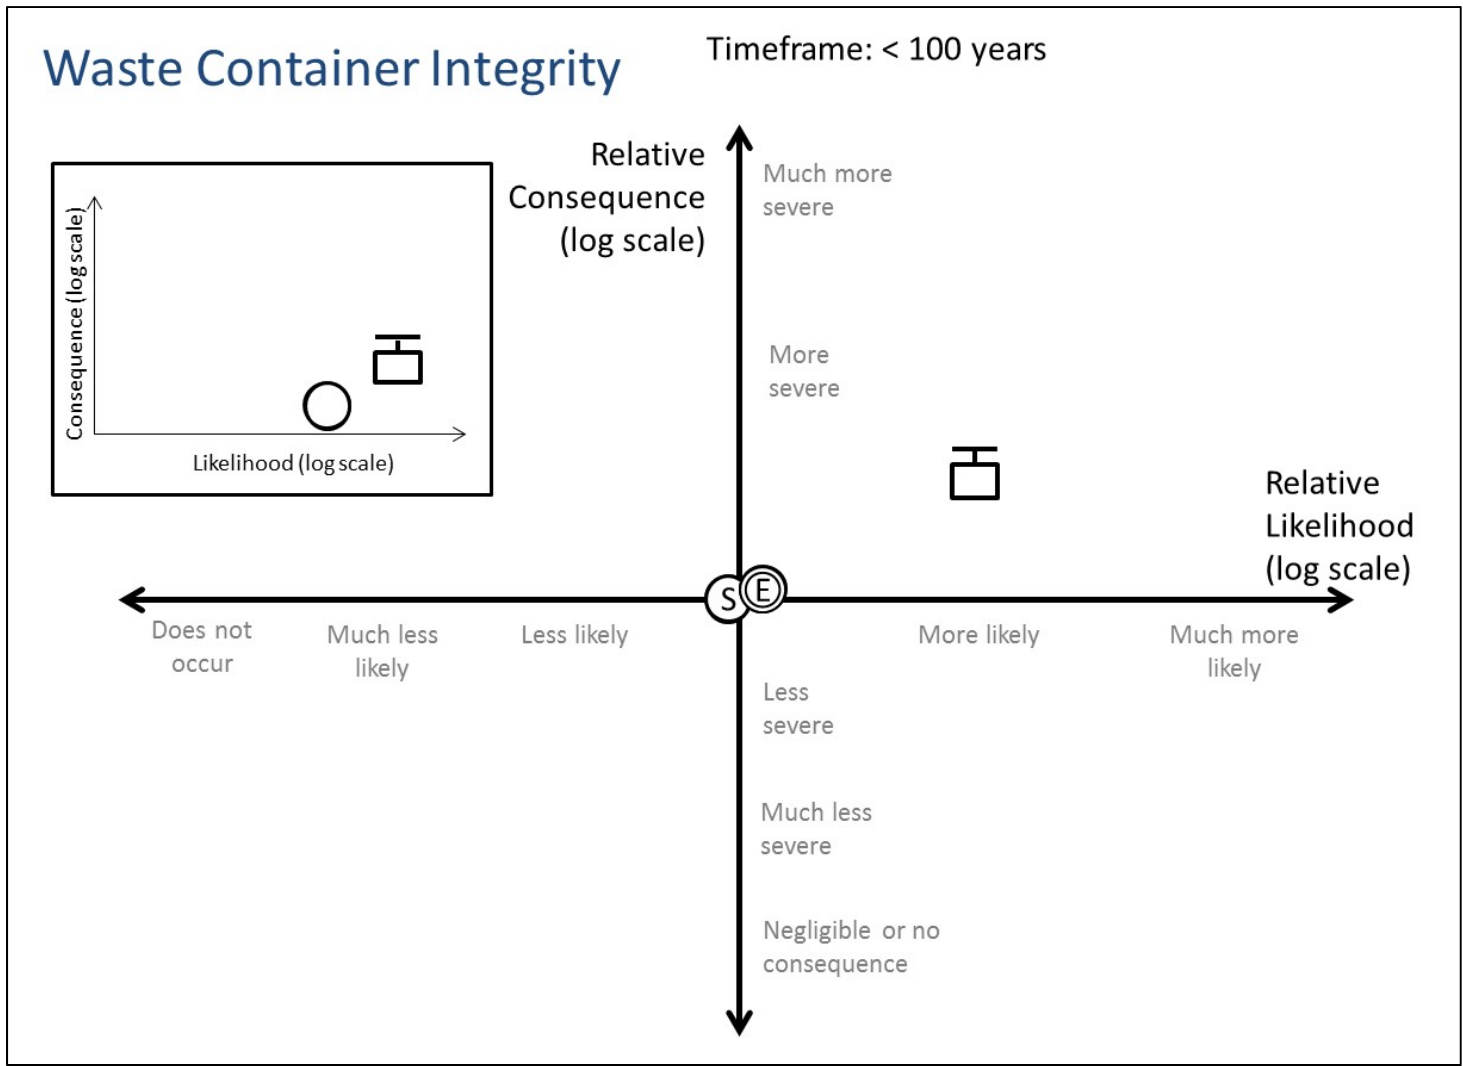 Waste Container Integrity
Timeframe: < 100 years
Relative
Consequence
(log scale)
Much more
severe
Consequence (log scale)
Likelihood (log scale)
More
severe
Relative
Likelihood
(log scale)
S
E
Does not
occur
Much less
likely
Less likely
More likely
Much more
likely
Less
severe
Much less
severe
Negligible or no
consequence